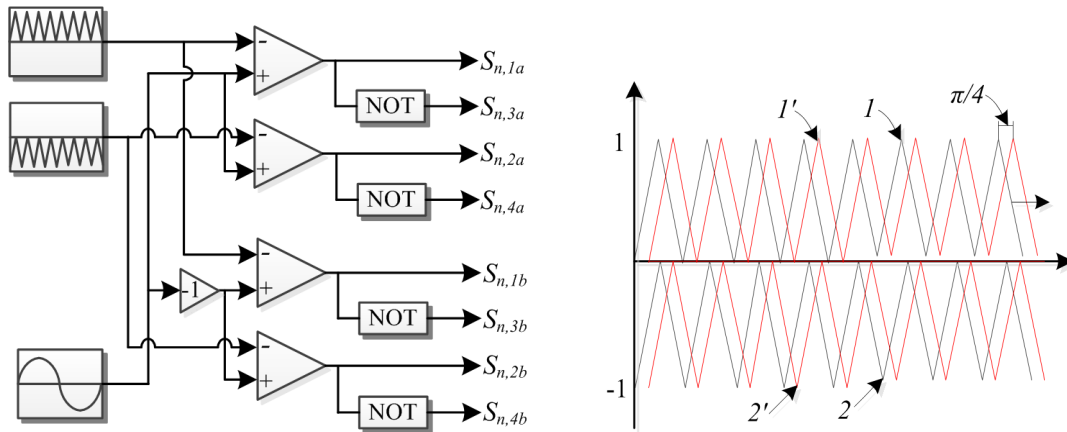 -
+
S_{n,1a}
NOT
S_{n,3a}
-
+
S_{n,2a}
NOT
S_{n,4a}
-
+
S_{n,1b}
-1
NOT
S_{n,3b}
-
+
S_{n,2b}
NOT
S_{n,4b}
1' 1 π/4
1
-1
2' 2